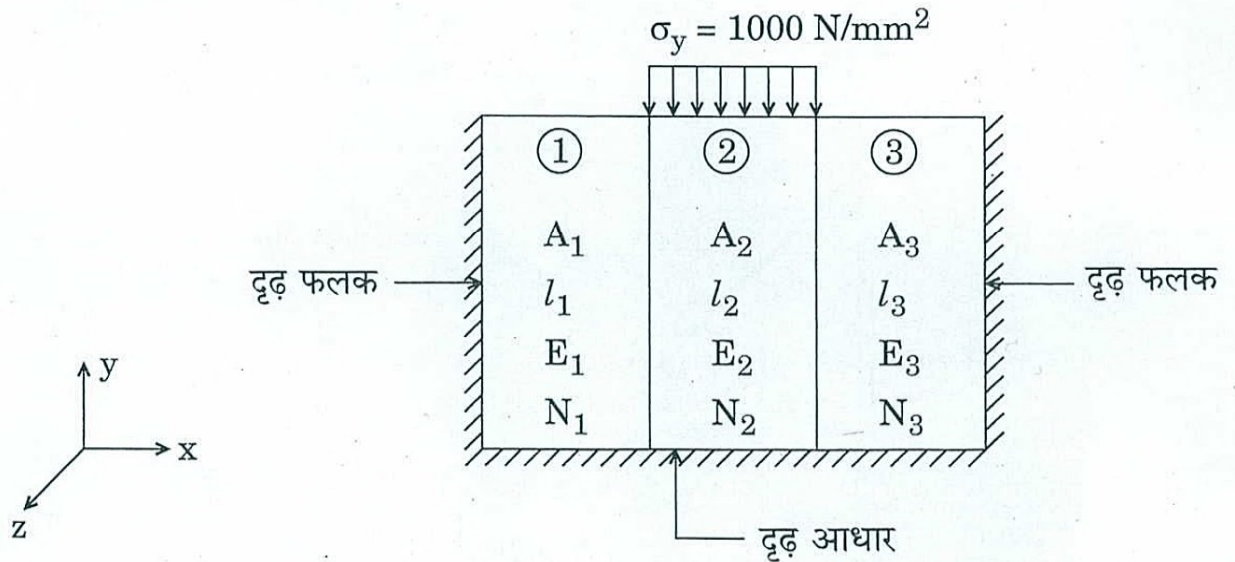 σ_y = 1000 N/mm²
① ② ③
A₁ A₂ A₃
दृढ़ फलक
l₁ l₂ l₃
दृढ़ फलक
E₁ E₂ E₃
N₁ N₂ N₃
y
x
z
दृढ़ आधार